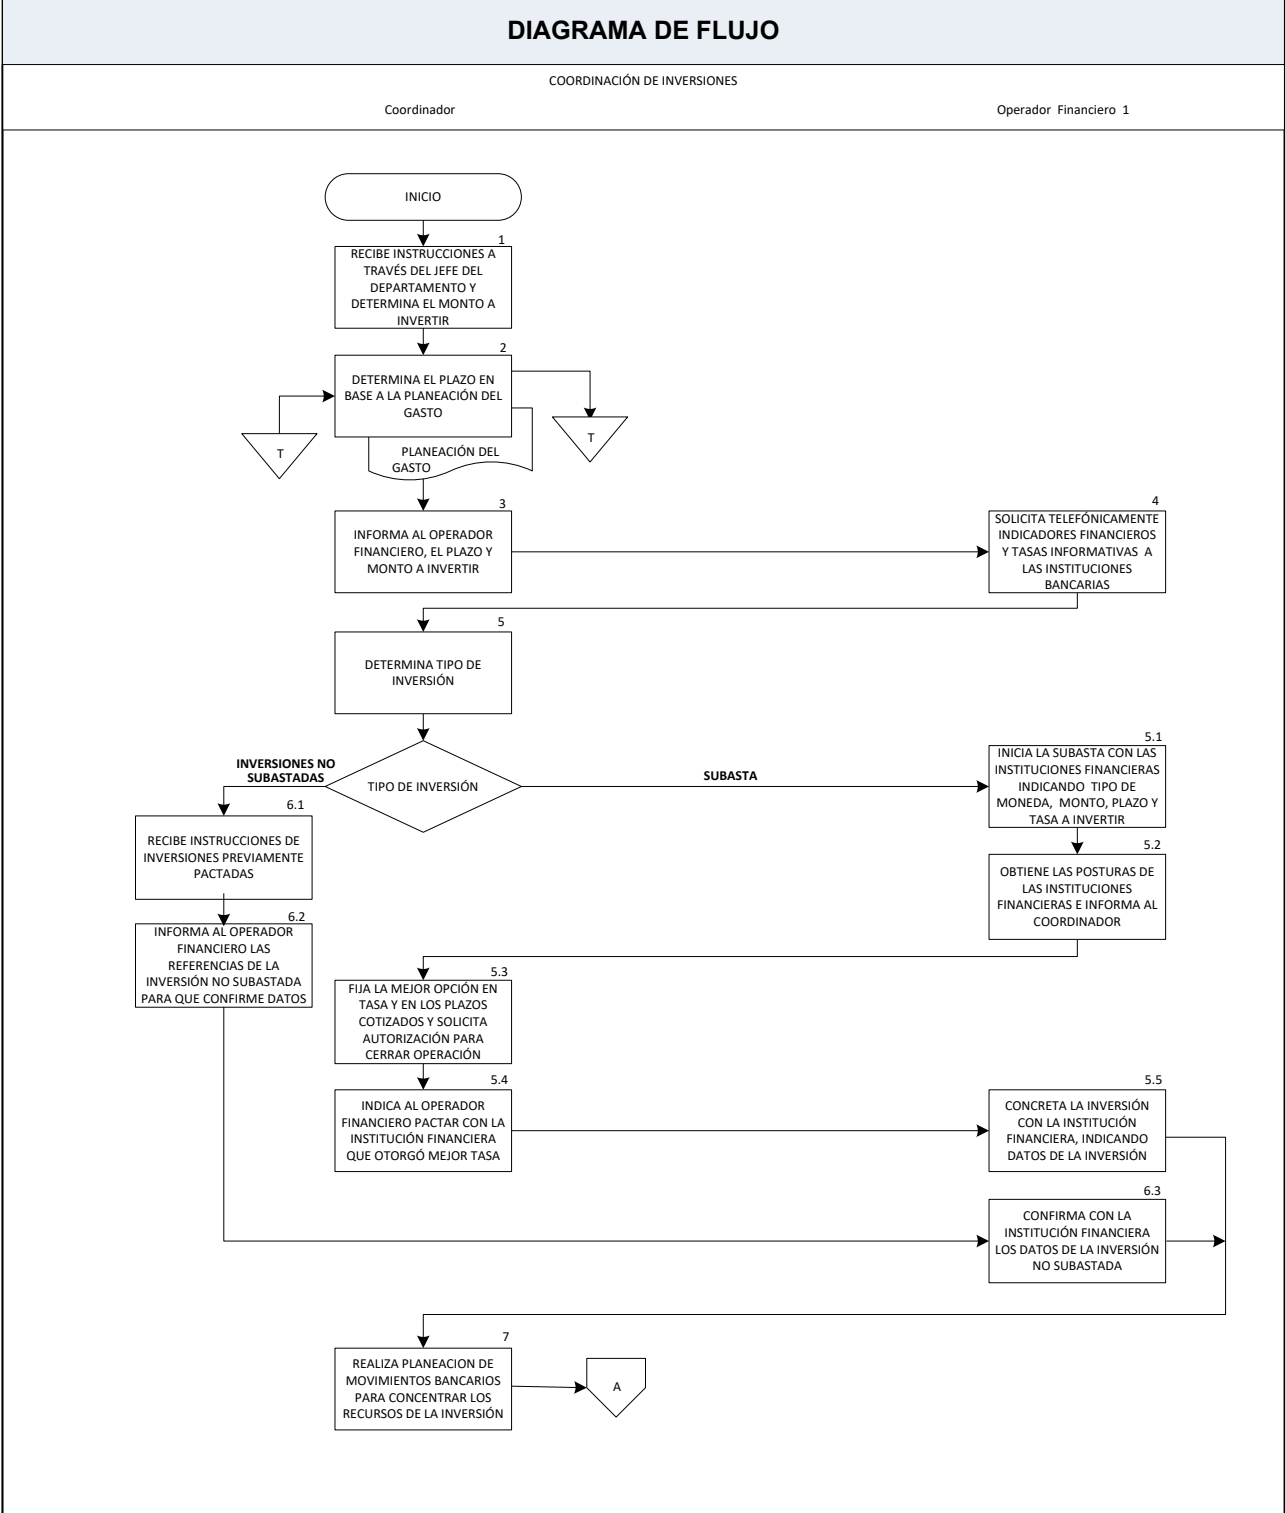 DIAGRAMA DE FLUJO
COORDINACIÓN DE INVERSIONES
Coordinador
Operador Financiero 1
INICIO
1
RECIBE INSTRUCCIONES A
TRAVÉS DEL JEFE DEL
DEPARTAMENTO Y
DETERMINA EL MONTO A
INVERTIR
2
DETERMINA EL PLAZO EN
BASE A LA PLANEACIÓN DEL
GASTO
T
T
PLANEACIÓN DEL
GASTO
3
INFORMA AL OPERADOR
FINANCIERO, EL PLAZO Y
MONTO A INVERTIR
4
SOLICITA TELEFÓNICAMENTE
INDICADORES FINANCIEROS
Y TASAS INFORMATIVAS A
LAS INSTITUCIONES
BANCARIAS
5
DETERMINA TIPO DE
INVERSIÓN
TIPO DE INVERSIÓN
INVERSIONES NO
SUBASTADAS
SUBASTA
5.1
INICIA LA SUBASTA CON LAS
INSTITUCIONES FINANCIERAS
INDICANDO TIPO DE
MONEDA, MONTO, PLAZO Y
TASA A INVERTIR
6.1
RECIBE INSTRUCCIONES DE
INVERSIONES PREVIAMENTE
PACTADAS
5.2
OBTIENE LAS POSTURAS DE
LAS INSTITUCIONES
FINANCIERAS E INFORMA AL
COORDINADOR
6.2
INFORMA AL OPERADOR
FINANCIERO LAS
REFERENCIAS DE LA
INVERSIÓN NO SUBASTADA
PARA QUE CONFIRME DATOS
5.3
FIJA LA MEJOR OPCIÓN EN
TASA Y EN LOS PLAZOS
COTIZADOS Y SOLICITA
AUTORIZACIÓN PARA
CERRAR OPERACIÓN
5.4
INDICA AL OPERADOR
FINANCIERO PACTAR CON LA
INSTITUCIÓN FINANCIERA
QUE OTORGÓ MEJOR TASA
5.5
CONCRETA LA INVERSIÓN
CON LA INSTITUCIÓN
FINANCIERA, INDICANDO
DATOS DE LA INVERSIÓN
6.3
CONFIRMA CON LA
INSTITUCIÓN FINANCIERA
LOS DATOS DE LA INVERSIÓN
NO SUBASTADA
7
REALIZA PLANEACION DE
MOVIMIENTOS BANCARIOS
PARA CONCENTRAR LOS
RECURSOS DE LA INVERSIÓN
A